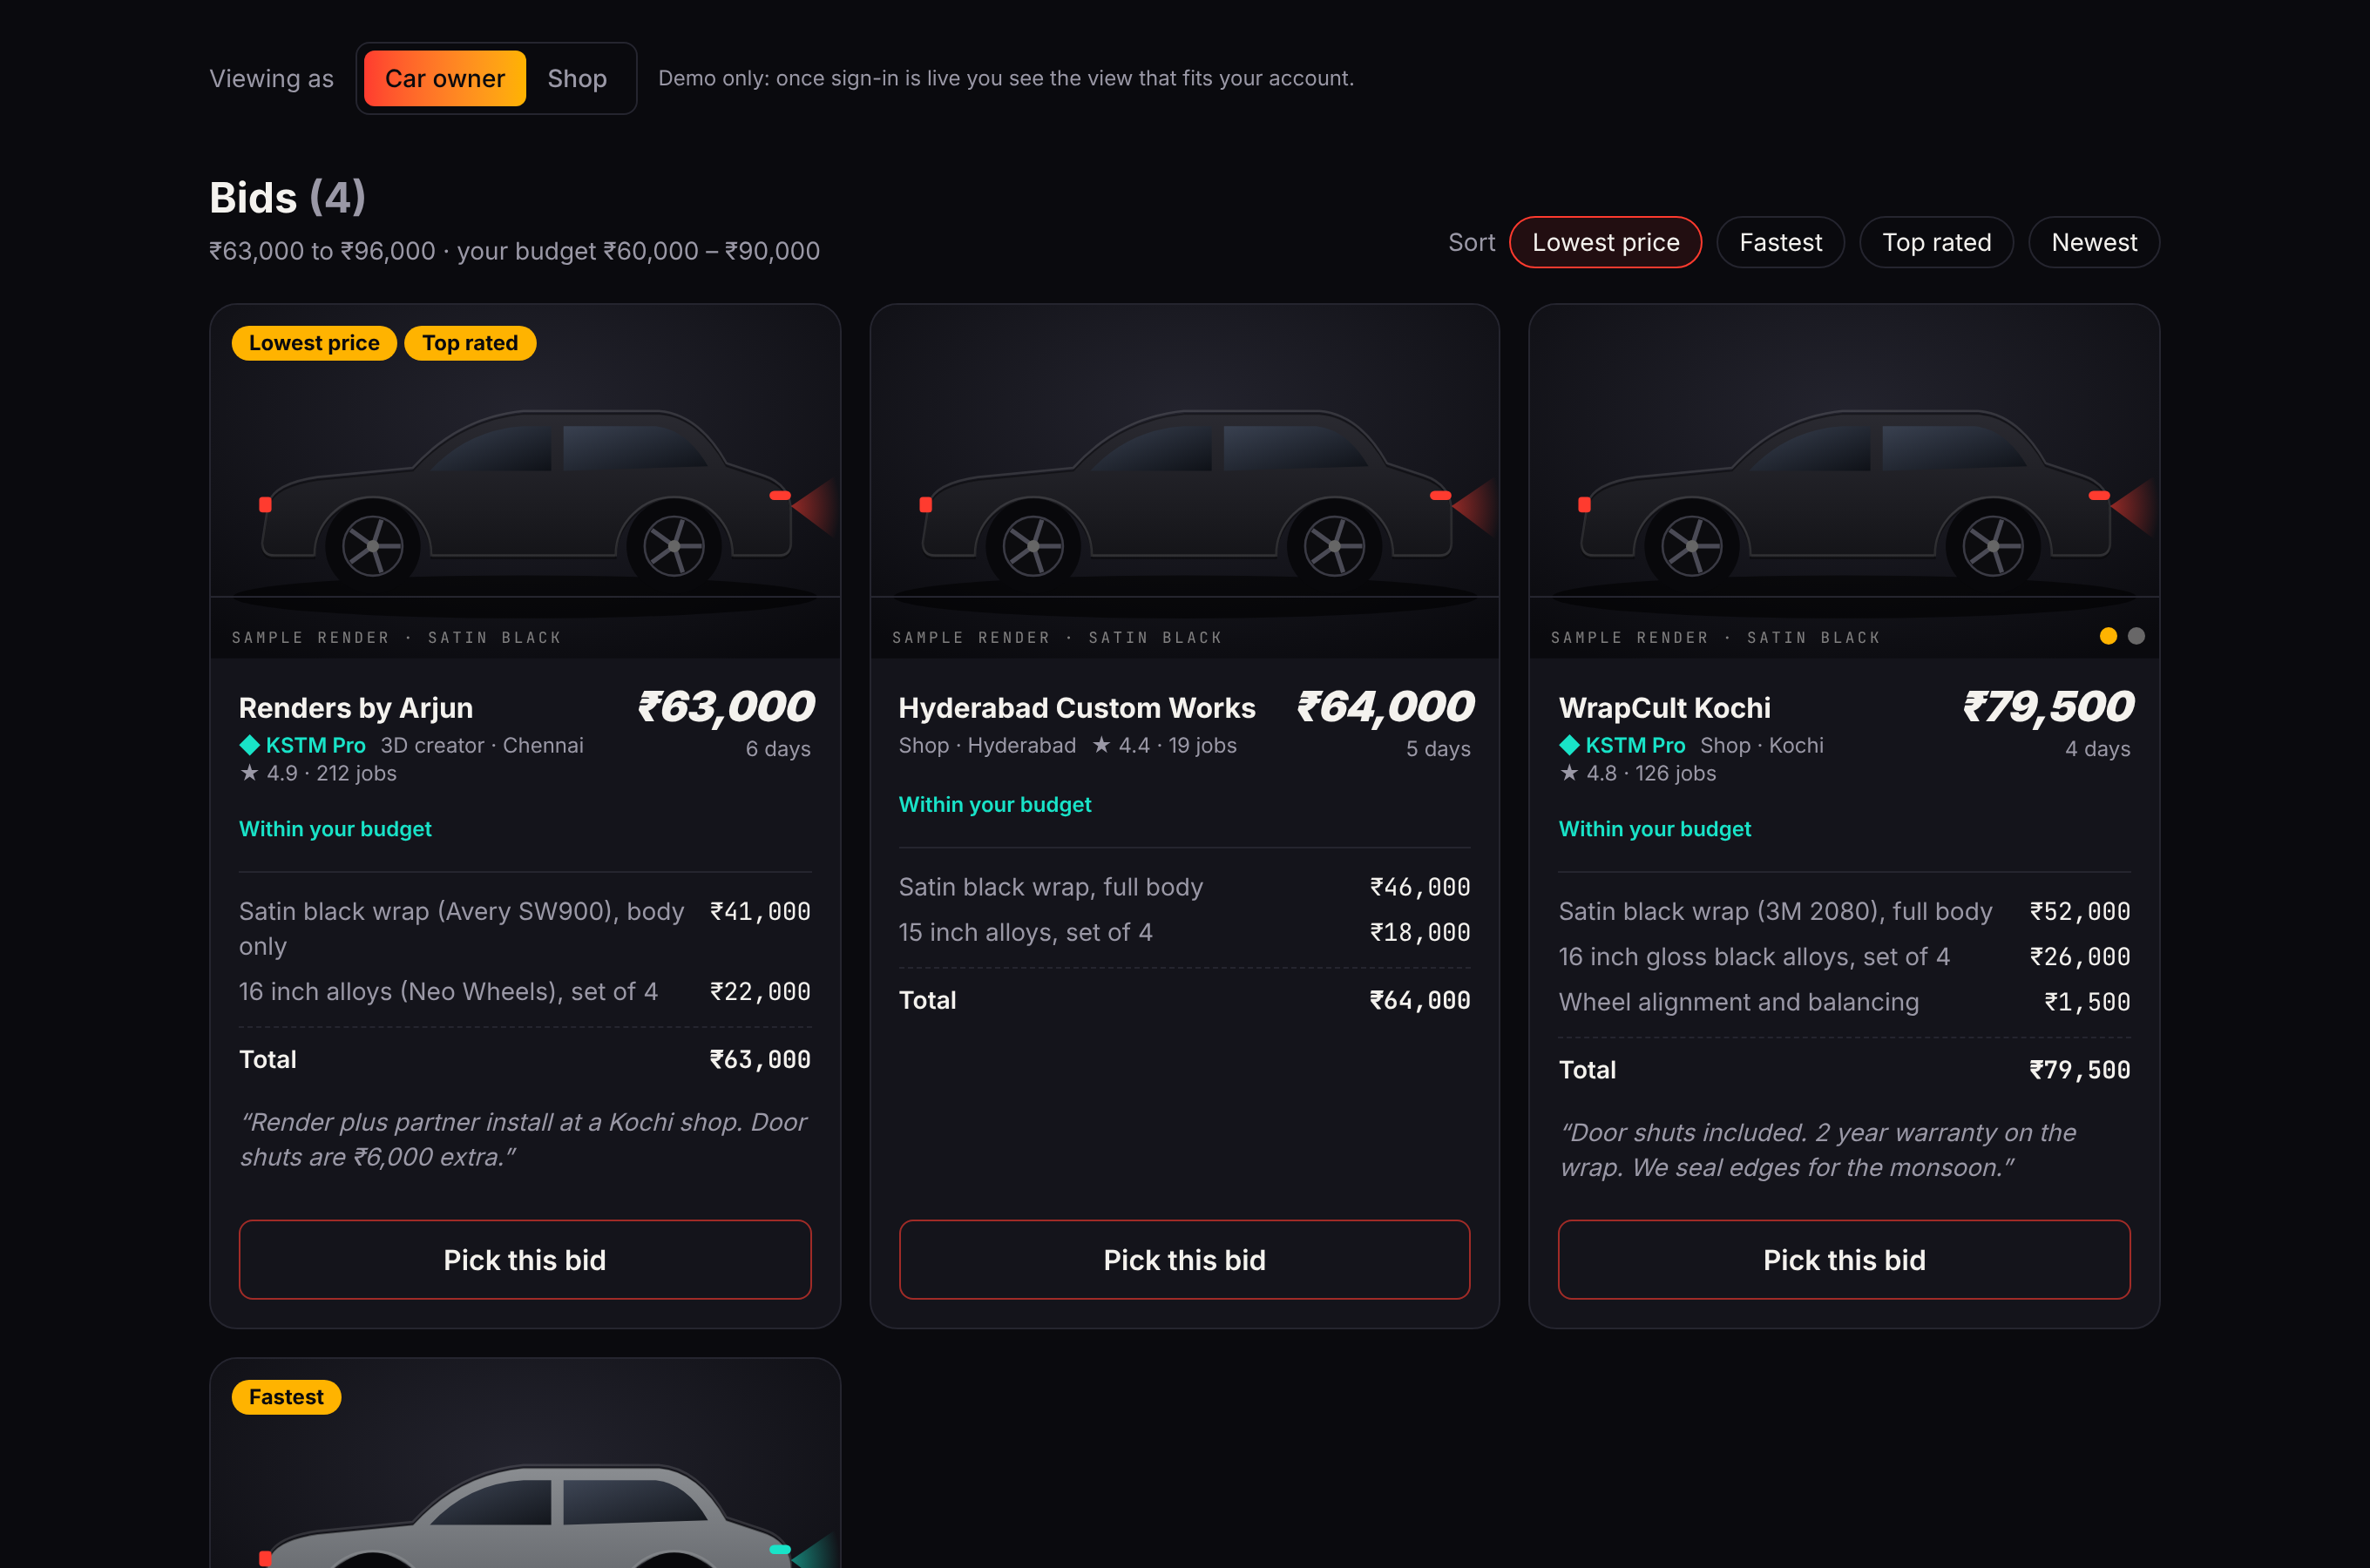 Viewing as Car owner Shop Demo only: once sign-in is live you see the view that fits your account.
Bids (4)
₹63,000 to ₹96,000 · your budget ₹60,000 – ₹90,000
Sort Lowest price Fastest Top rated Newest
Lowest price Top rated
SAMPLE RENDER · SATIN BLACK
Renders by Arjun ₹63,000
◆ KSTM Pro 3D creator · Chennai 6 days
★ 4.9 · 212 jobs
Within your budget
Satin black wrap (Avery SW900), body ₹41,000
only
16 inch alloys (Neo Wheels), set of 4 ₹22,000
Total ₹63,000
“Render plus partner install at a Kochi shop. Door
shuts are ₹6,000 extra.”
Pick this bid
SAMPLE RENDER · SATIN BLACK
Hyderabad Custom Works ₹64,000
Shop · Hyderabad ★ 4.4 · 19 jobs 5 days
Within your budget
Satin black wrap, full body ₹46,000
15 inch alloys, set of 4 ₹18,000
Total ₹64,000
Pick this bid
SAMPLE RENDER · SATIN BLACK
WrapCult Kochi ₹79,500
◆ KSTM Pro Shop · Kochi 4 days
★ 4.8 · 126 jobs
Within your budget
Satin black wrap (3M 2080), full body ₹52,000
16 inch gloss black alloys, set of 4 ₹26,000
Wheel alignment and balancing ₹1,500
Total ₹79,500
“Door shuts included. 2 year warranty on the
wrap. We seal edges for the monsoon.”
Pick this bid
Fastest